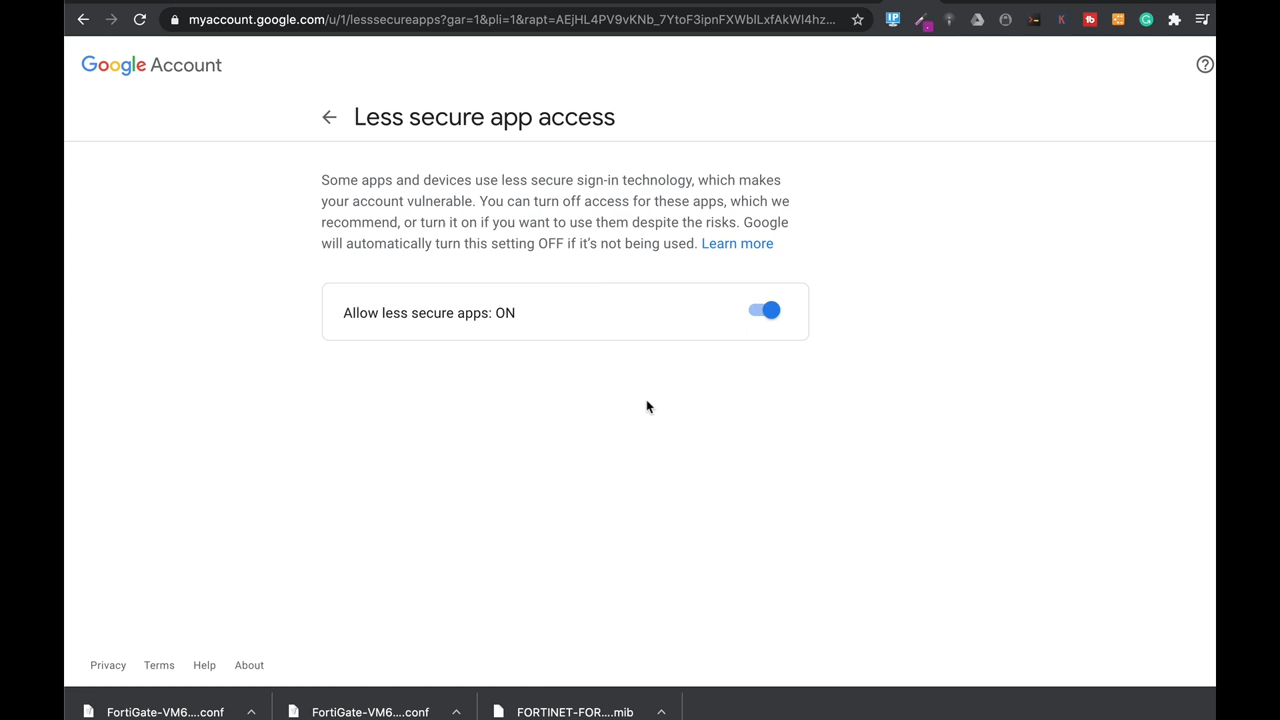 myaccount.google.com/u/1/lesssecureapps?gar=1&pli=1&rapt=AEjHL4PV9vKNb_7YtoF3ipnFXWblLxfAkWl4hz...
Google Account
Less secure app access
Some apps and devices use less secure sign-in technology, which makes
your account vulnerable. You can turn off access for these apps, which we
recommend, or turn it on if you want to use them despite the risks. Google
will automatically turn this setting OFF if it's not being used. Learn more
Allow less secure apps: ON
Privacy Terms Help About
FortiGate-VM6....conf FortiGate-VM6....conf FORTINET-FOR....mib